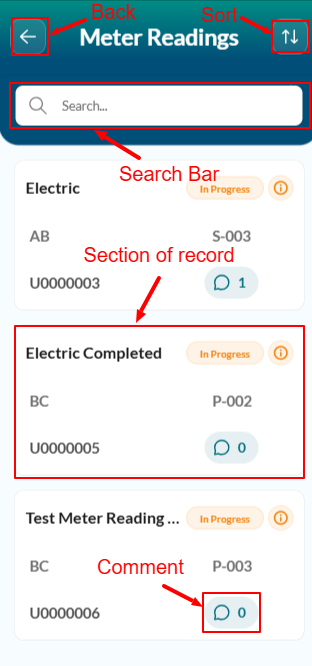 Back
Sort
Meter Readings
Search...
Search Bar
Electric
In Progress
AB
S-003
U0000003
1
Section of record
Electric Completed
In Progress
BC
P-002
U0000005
0
Test Meter Reading ...
In Progress
BC
P-003
Comment
U0000006
0